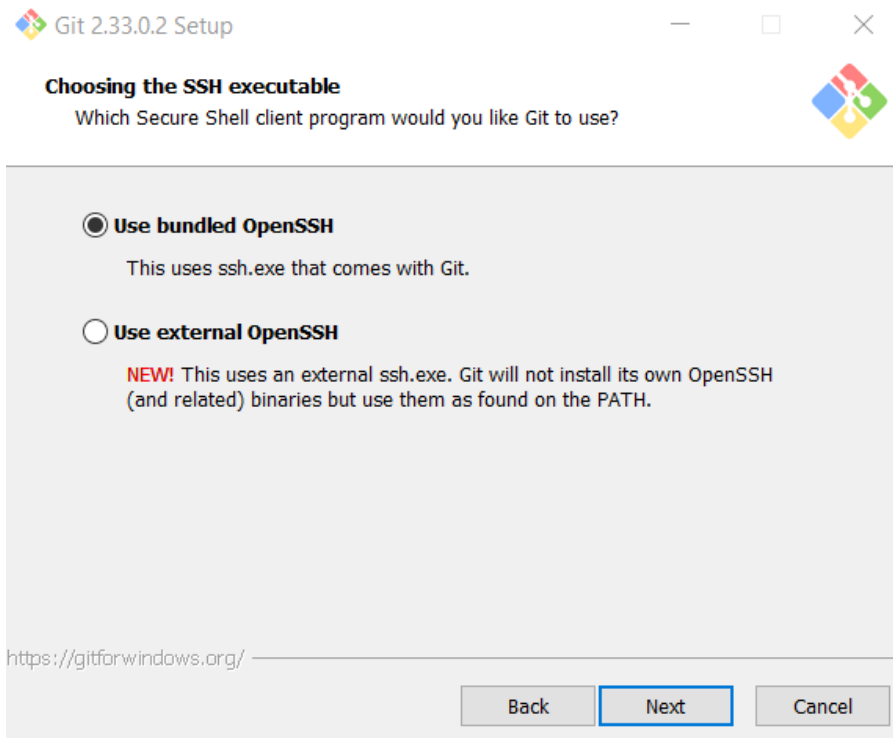 Git 2.33.0.2 Setup
Choosing the SSH executable
Which Secure Shell client program would you like Git to use?
Use bundled OpenSSH
This uses ssh.exe that comes with Git.
Use external OpenSSH
NEW! This uses an external ssh.exe. Git will not install its own OpenSSH
(and related) binaries but use them as found on the PATH.
https://gitforwindows.org/
Back Next Cancel